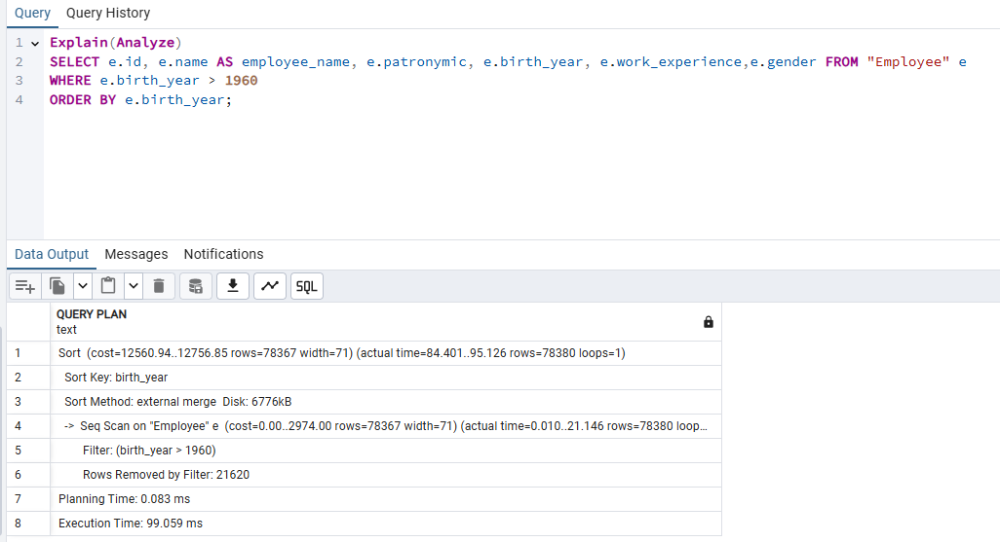 Query Query History
1 Explain(Analyze)
2 SELECT e.id, e.name AS employee_name, e.patronymic, e.birth_year, e.work_experience,e.gender FROM "Employee" e
3 WHERE e.birth_year > 1960
4 ORDER BY e.birth_year;
Data Output Messages Notifications
SQL
QUERY PLAN
text
1 Sort (cost=12560.94..12756.85 rows=78367 width=71) (actual time=84.401..95.126 rows=78380 loops=1)
2 Sort Key: birth_year
3 Sort Method: external merge Disk: 6776kB
4 -> Seq Scan on "Employee" e (cost=0.00..2974.00 rows=78367 width=71) (actual time=0.010..21.146 rows=78380 loop...
5 Filter: (birth_year > 1960)
6 Rows Removed by Filter: 21620
7 Planning Time: 0.083 ms
8 Execution Time: 99.059 ms